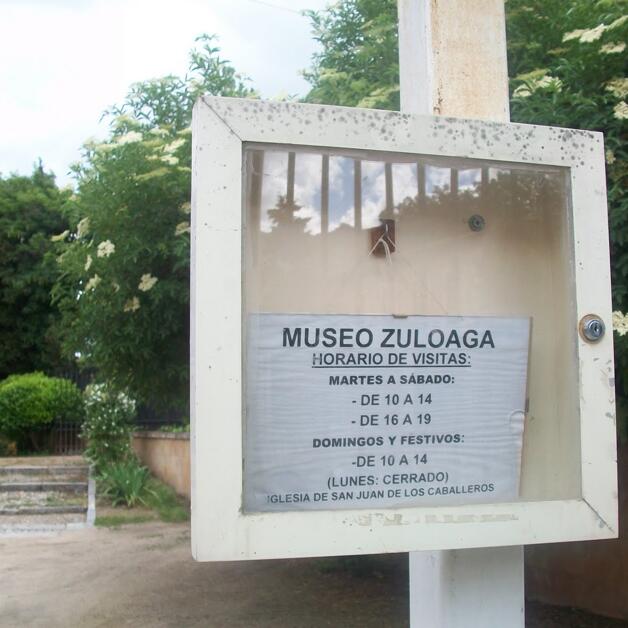 MUSEO ZULOAGA
HORARIO DE VISITAS:
MARTES A SÁBADO:
- DE 10 A 14
- DE 16 A 19
DOMINGOS Y FESTIVOS:
-DE 10 A 14
(LUNES: CERRADO)
IGLESIA DE SAN JUAN DE LOS CABALLEROS